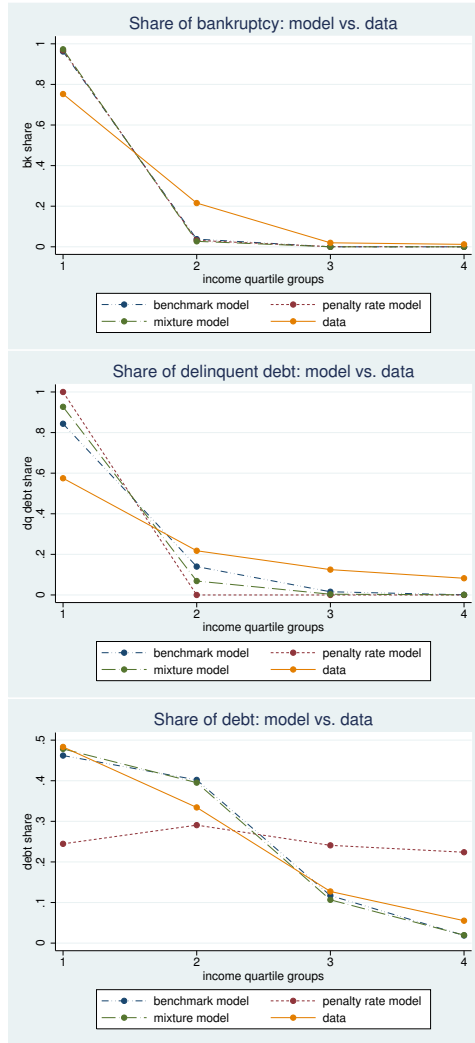 Share of bankruptcy: model vs. data
bk share
1
.8
.6
.4
.2
0
1 2 3 4
income quartile groups
benchmark model penalty rate model
mixture model data
Share of delinquent debt: model vs. data
dq debt share
1
.8
.6
.4
.2
0
1 2 3 4
income quartile groups
benchmark model penalty rate model
mixture model data
Share of debt: model vs. data
debt share
.5
.4
.3
.2
.1
0
1 2 3 4
income quartile groups
benchmark model penalty rate model
mixture model data